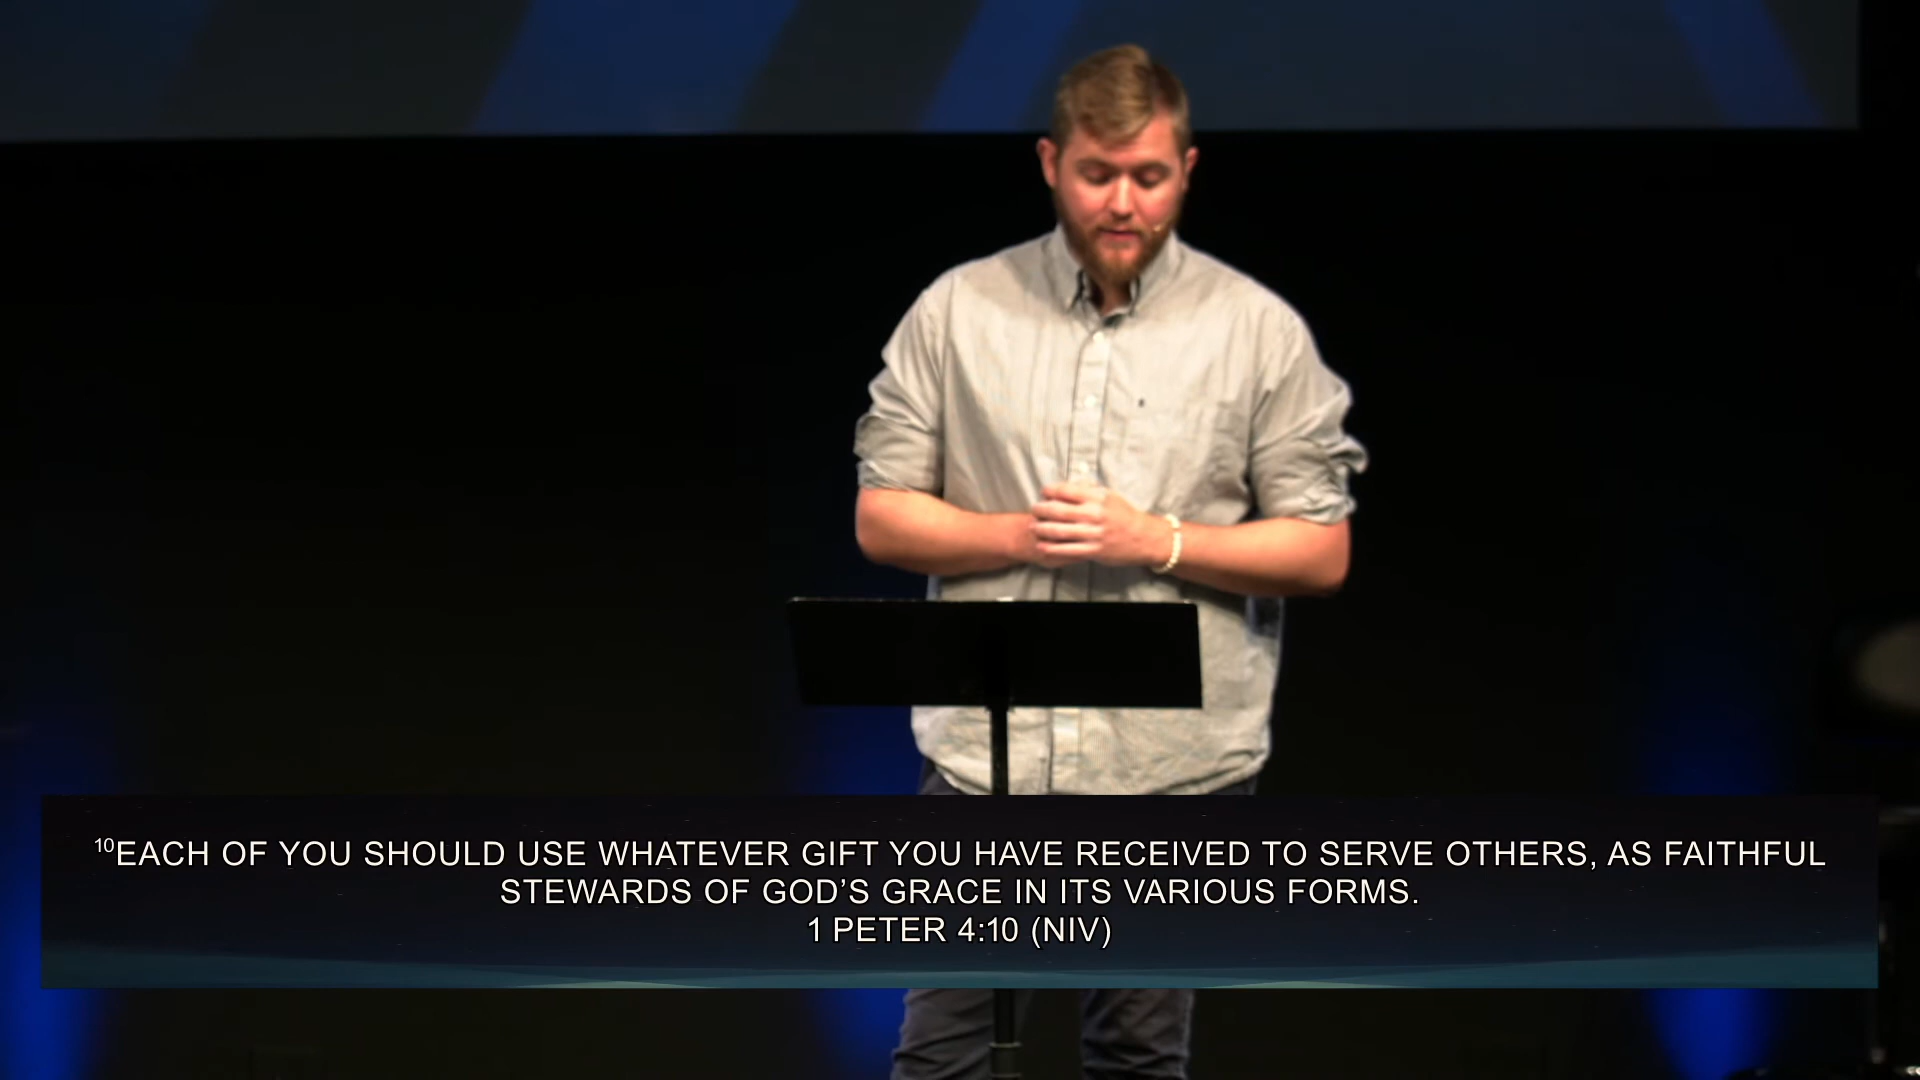 ¹⁰EACH OF YOU SHOULD USE WHATEVER GIFT YOU HAVE RECEIVED TO SERVE OTHERS, AS FAITHFUL
STEWARDS OF GOD’S GRACE IN ITS VARIOUS FORMS.
1 PETER 4:10 (NIV)